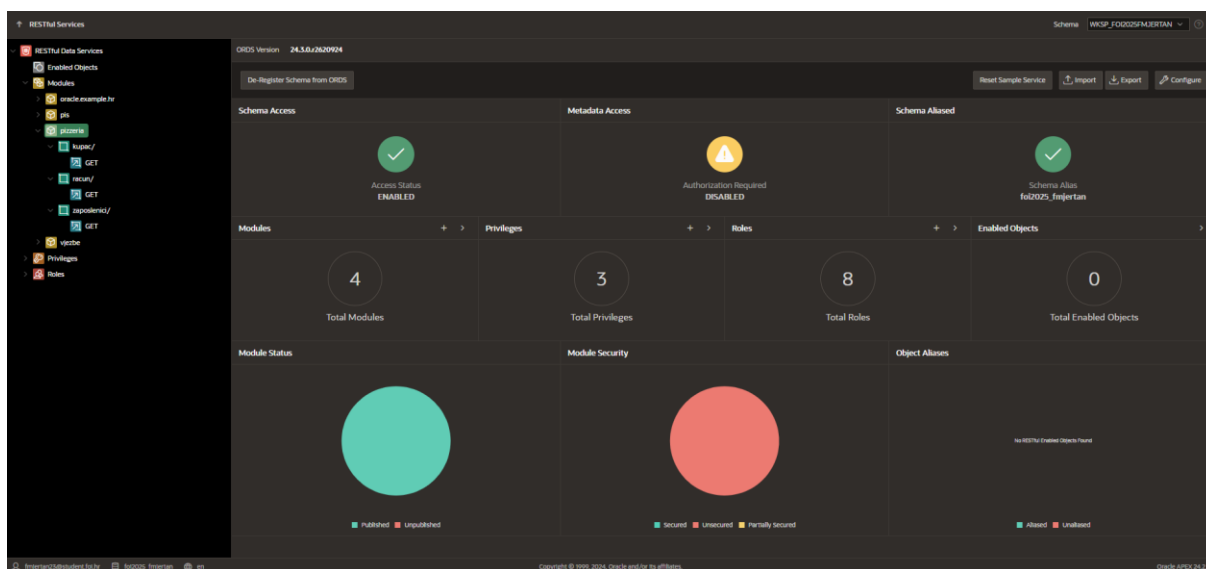 RESTful Services
Schema WKSP_FOI2025FMJERTAN
RESTful Data Services
Enabled Objects
Modules
oracle.example.hr
pis
pizzeria
kupac/
GET
racun/
GET
zaposlenici/
GET
vjezbe
Privileges
Roles
ORDS Version 24.3.0.r2620924
De-Register Schema from ORDS
Reset Sample Service Import Export Configure
Schema Access Metadata Access Schema Aliased
Access Status Authorization Required Schema Alias
ENABLED DISABLED foi2025_fmjertan
Modules Privileges Roles Enabled Objects
4 3 8 0
Total Modules Total Privileges Total Roles Total Enabled Objects
Module Status Module Security Object Aliases
No RESTful Enabled Objects Found
Published Unpublished Secured Unsecured Partially Secured Aliased Unaliased
fmjertan23@student.foi.hr foi2025_fmjertan en Copyright © 1999, 2024, Oracle and/or its affiliates.